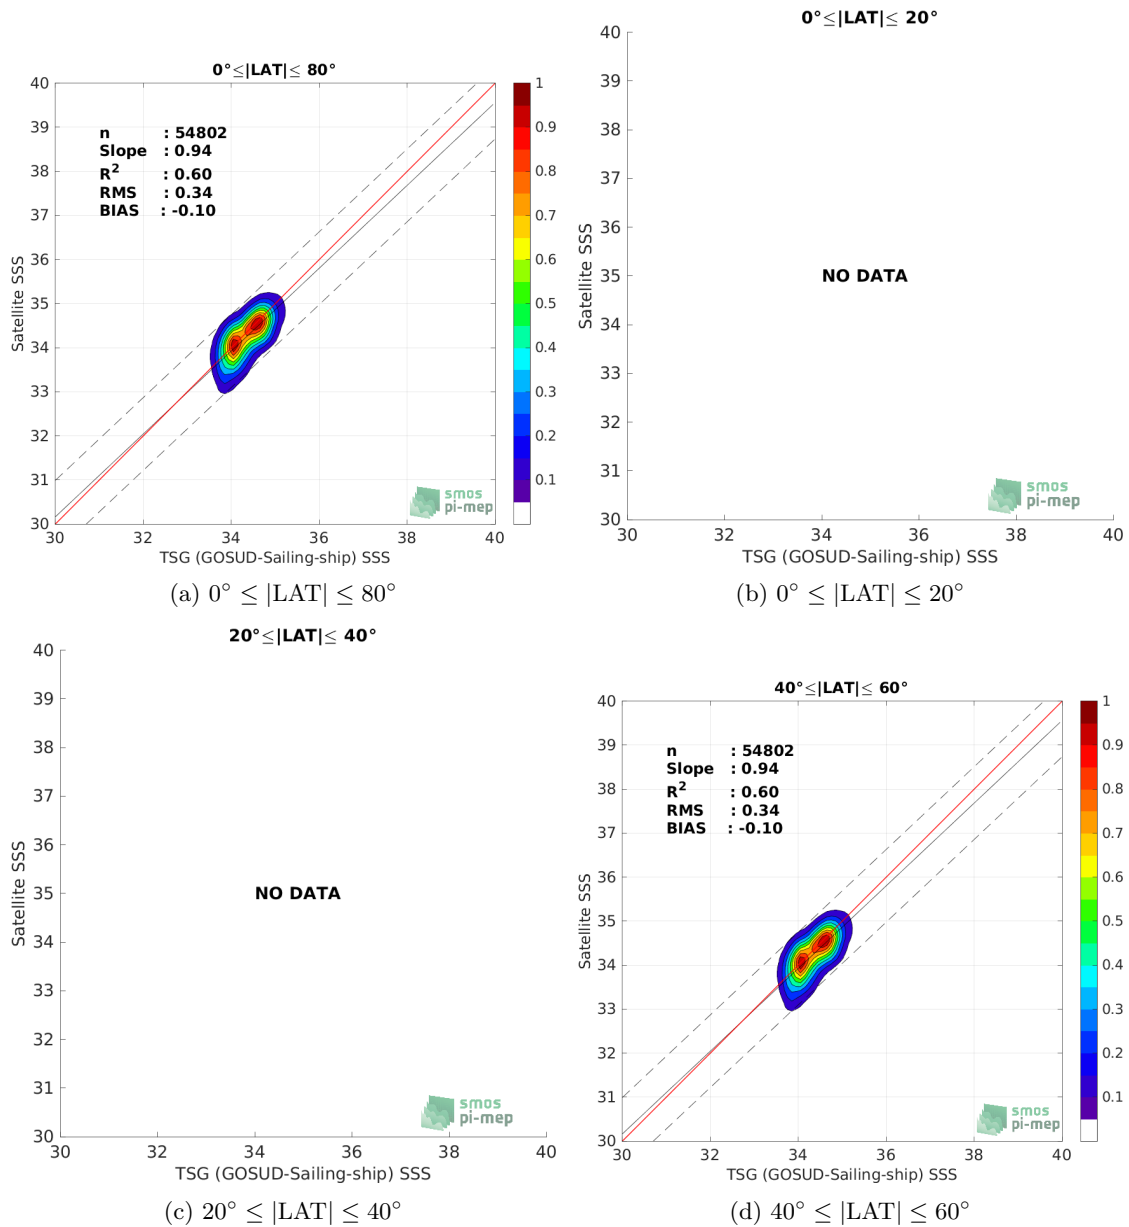 0°≤|LAT|≤ 80°
40
39
38
37
36
35
34
33
32
31
30
Satellite SSS
n : 54802
Slope : 0.94
R² : 0.60
RMS : 0.34
BIAS : -0.10
1
0.9
0.8
0.7
0.6
0.5
0.4
0.3
0.2
0.1
smos
pi-mep
30 32 34 36 38 40
TSG (GOSUD-Sailing-ship) SSS
(a) 0° ≤ |LAT| ≤ 80°
0°≤|LAT|≤ 20°
40
39
38
37
36
35
34
33
32
31
30
Satellite SSS
NO DATA
smos
pi-mep
30 32 34 36 38 40
TSG (GOSUD-Sailing-ship) SSS
(b) 0° ≤ |LAT| ≤ 20°
20°≤|LAT|≤ 40°
40
39
38
37
36
35
34
33
32
31
30
Satellite SSS
NO DATA
smos
pi-mep
30 32 34 36 38 40
TSG (GOSUD-Sailing-ship) SSS
(c) 20° ≤ |LAT| ≤ 40°
40°≤|LAT|≤ 60°
40
39
38
37
36
35
34
33
32
31
30
Satellite SSS
n : 54802
Slope : 0.94
R² : 0.60
RMS : 0.34
BIAS : -0.10
1
0.9
0.8
0.7
0.6
0.5
0.4
0.3
0.2
0.1
smos
pi-mep
30 32 34 36 38 40
TSG (GOSUD-Sailing-ship) SSS
(d) 40° ≤ |LAT| ≤ 60°